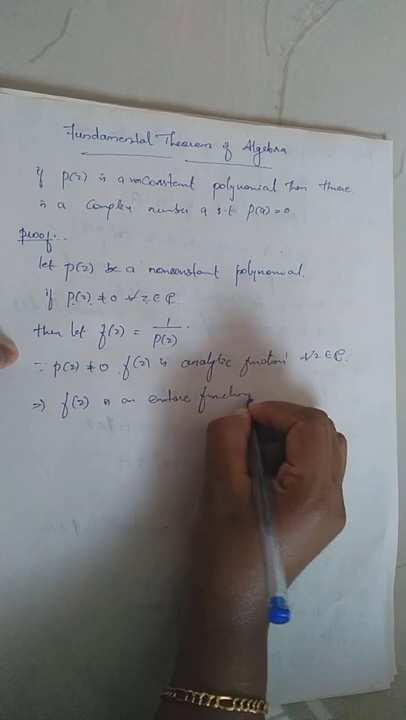 Fundamental Theorem of Algebra
if p(z) is a nonconstant polynomial then there
is a complex number a s.t p(a)=0.
proof:-
let p(z) be a nonconstant polynomial.
if p(z) ≠ 0 ∀ z ∈ ℂ.
then let f(z) = 1/p(z).
∵ p(z) ≠ 0 f(z) is analytic function ∀ z ∈ ℂ.
⇒ f(z) is an entire function